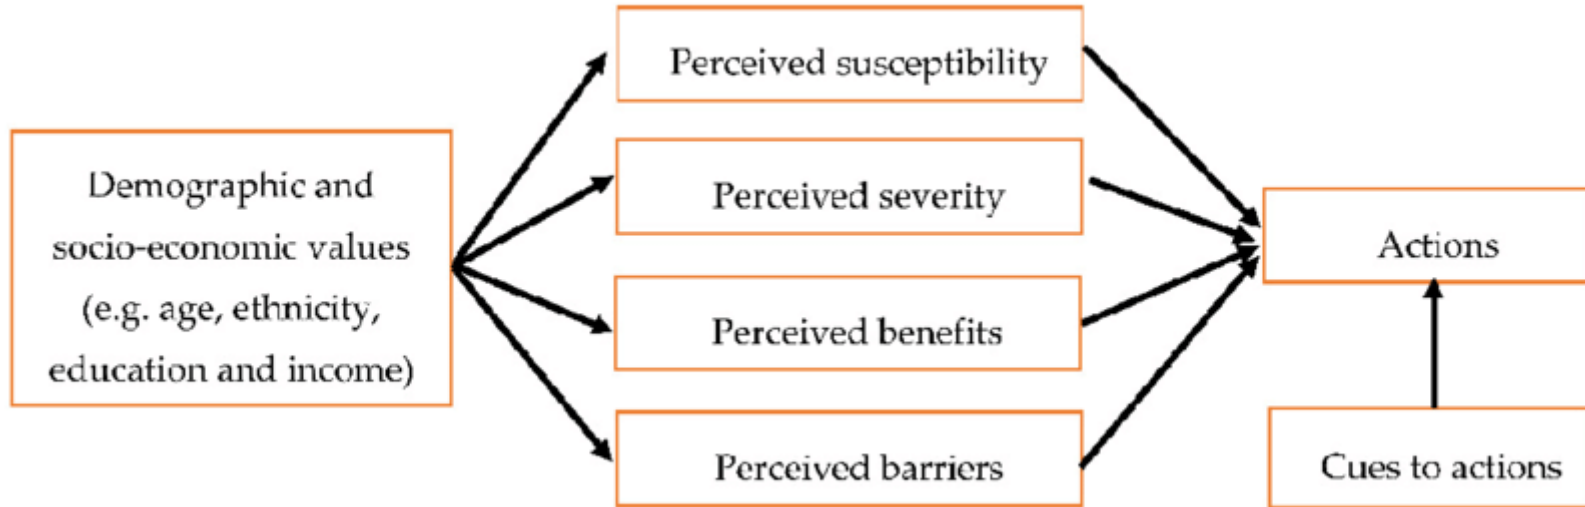 Demographic and
socio-economic values
(e.g. age, ethnicity,
education and income)
Perceived susceptibility
Perceived severity
Perceived benefits
Perceived barriers
Actions
Cues to actions